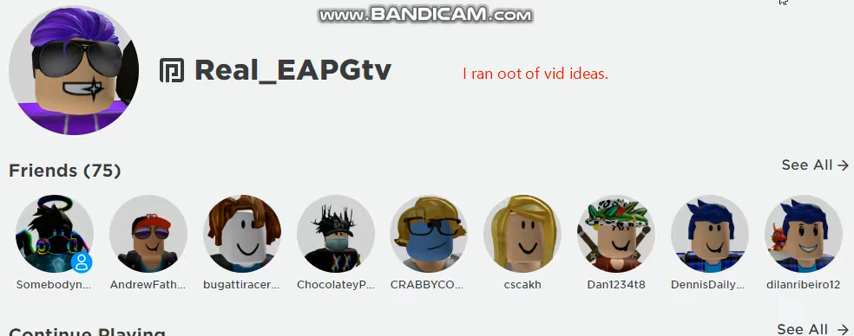 www.BANDICAM.com
Real_EAPGtv
I ran oot of vid ideas.
Friends (75)
See All →
Somebodyn...
AndrewFath...
bugattiracer...
ChocolateyP...
CRABBYCO...
cscakh
Dan1234t8
DennisDaily...
dilanribeiro12
Continue Playing
See All →